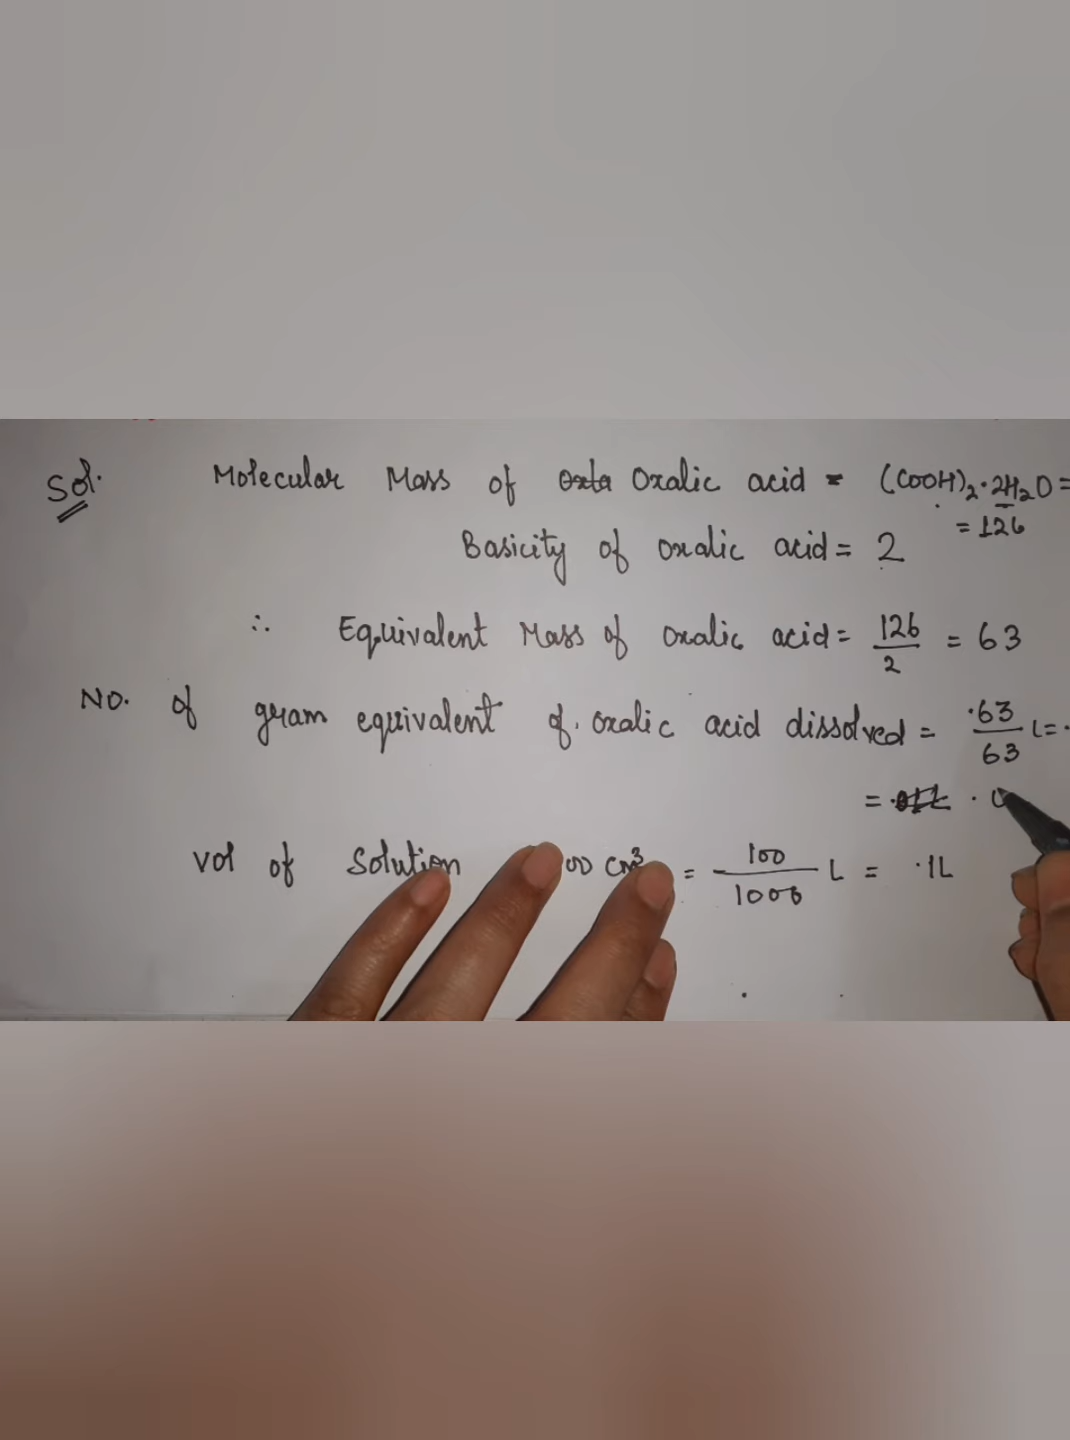 Sol. Molecular Mass of Oxalic acid = (COOH)₂·2H₂O =
= 126
Basicity of oxalic acid = 2
∴ Equivalent Mass of oxalic acid = 126/2 = 63
No. of gram equivalent of oxalic acid dissolved = .63/63 L = .
= .
Vol of Solution 00 cm³ = 100/1000 L = .1L